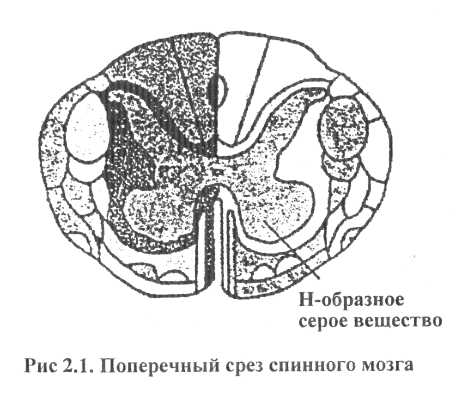 Н-образное
серое вещество
Рис 2.1. Поперечный срез спинного мозга